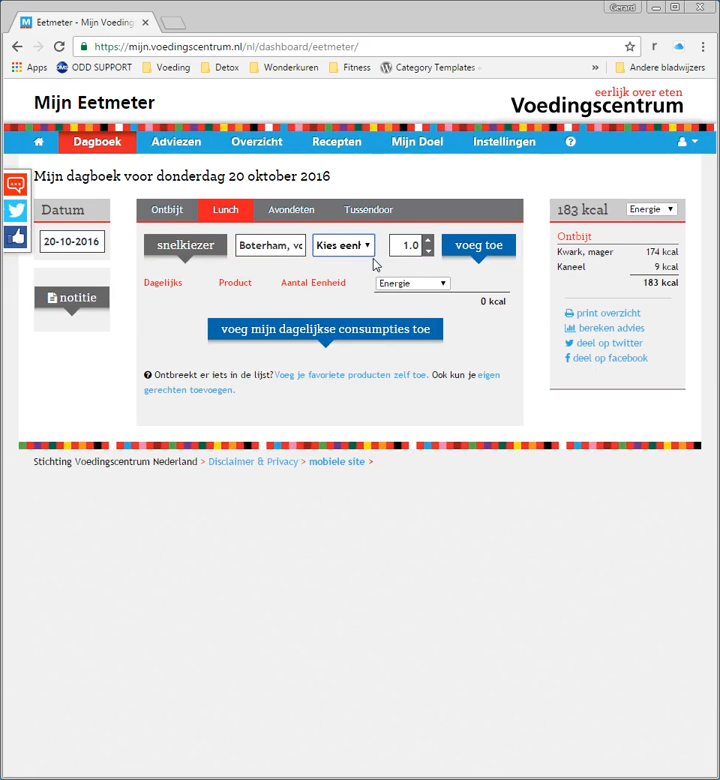 Gerard
Eetmeter - Mijn Voeding
https://mijn.voedingscentrum.nl/nl/dashboard/eetmeter/
Apps ODD SUPPORT Voeding Detox Wonderkuren Fitness Category Templates » Andere bladwijzers
Mijn Eetmeter
eerlijk over eten
Voedingscentrum
Dagboek Adviezen Overzicht Recepten Mijn Doel Instellingen
Mijn dagboek voor donderdag 20 oktober 2016
Datum
20-10-2016
notitie
Ontbijt Lunch Avondeten Tussendoor
snelkiezer Boterham, vo Kies eenh 1.0 voeg toe
Dagelijks Product Aantal Eenheid Energie
0 kcal
voeg mijn dagelijkse consumpties toe
Ontbreekt er iets in de lijst? Voeg je favoriete producten zelf toe. Ook kun je eigen
gerechten toevoegen.
183 kcal Energie
Ontbijt
Kwark, mager 174 kcal
Kaneel 9 kcal
183 kcal
print overzicht
bereken advies
deel op twitter
deel op facebook
Stichting Voedingscentrum Nederland > Disclaimer & Privacy > mobiele site >